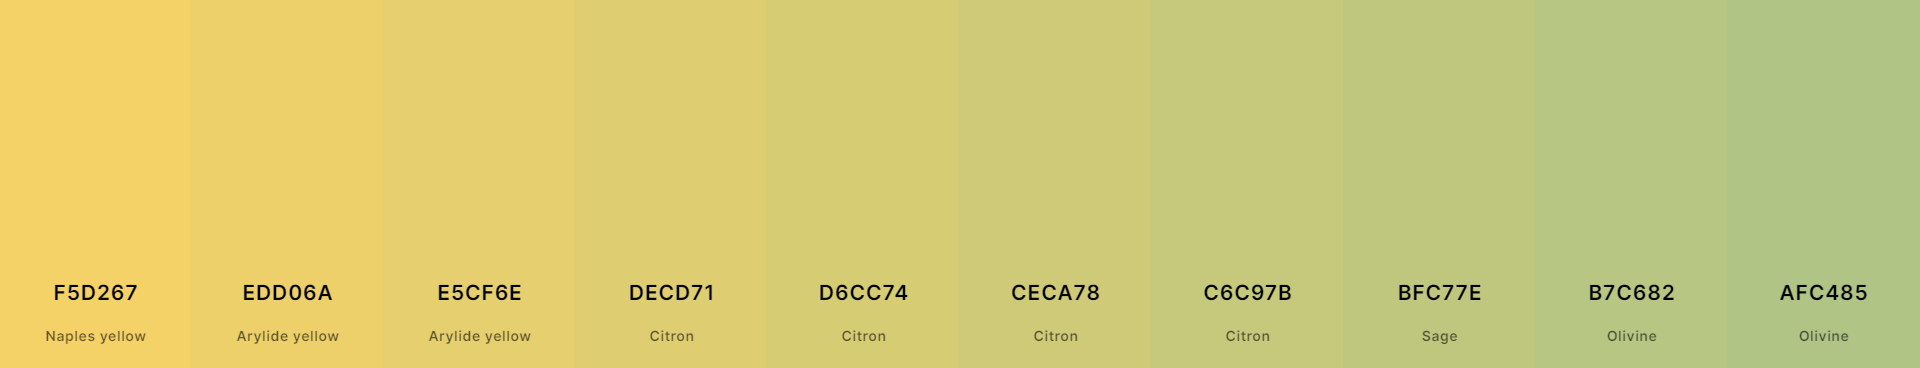 F5D267 EDD06A E5CF6E DECD71 D6CC74 CECA78 C6C97B BFC77E B7C682 AFC485
Naples yellow Arylide yellow Arylide yellow Citron Citron Citron Citron Sage Olivine Olivine